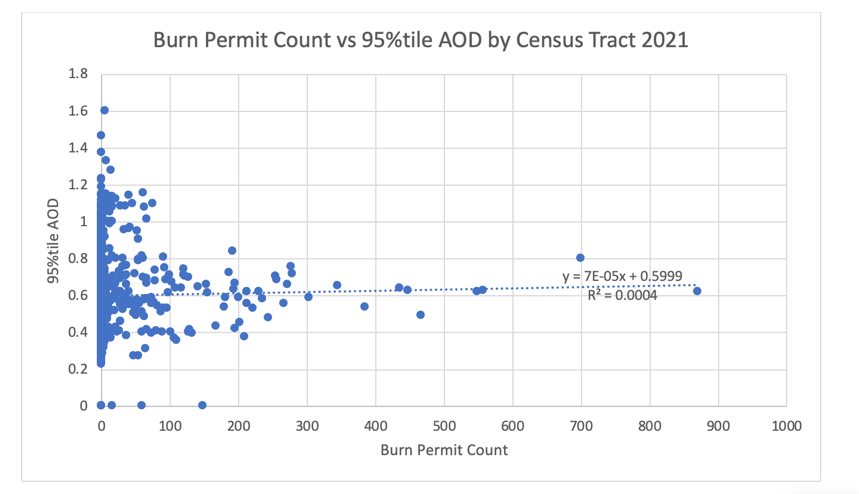 Burn Permit Count vs 95%tile AOD by Census Tract 2021
1.8
1.6
1.4
1.2
1
0.8
0.6
0.4
0.2
0
95%tile AOD
y = 7E-05x + 0.5999
R² = 0.0004
0 100 200 300 400 500 600 700 800 900 1000
Burn Permit Count